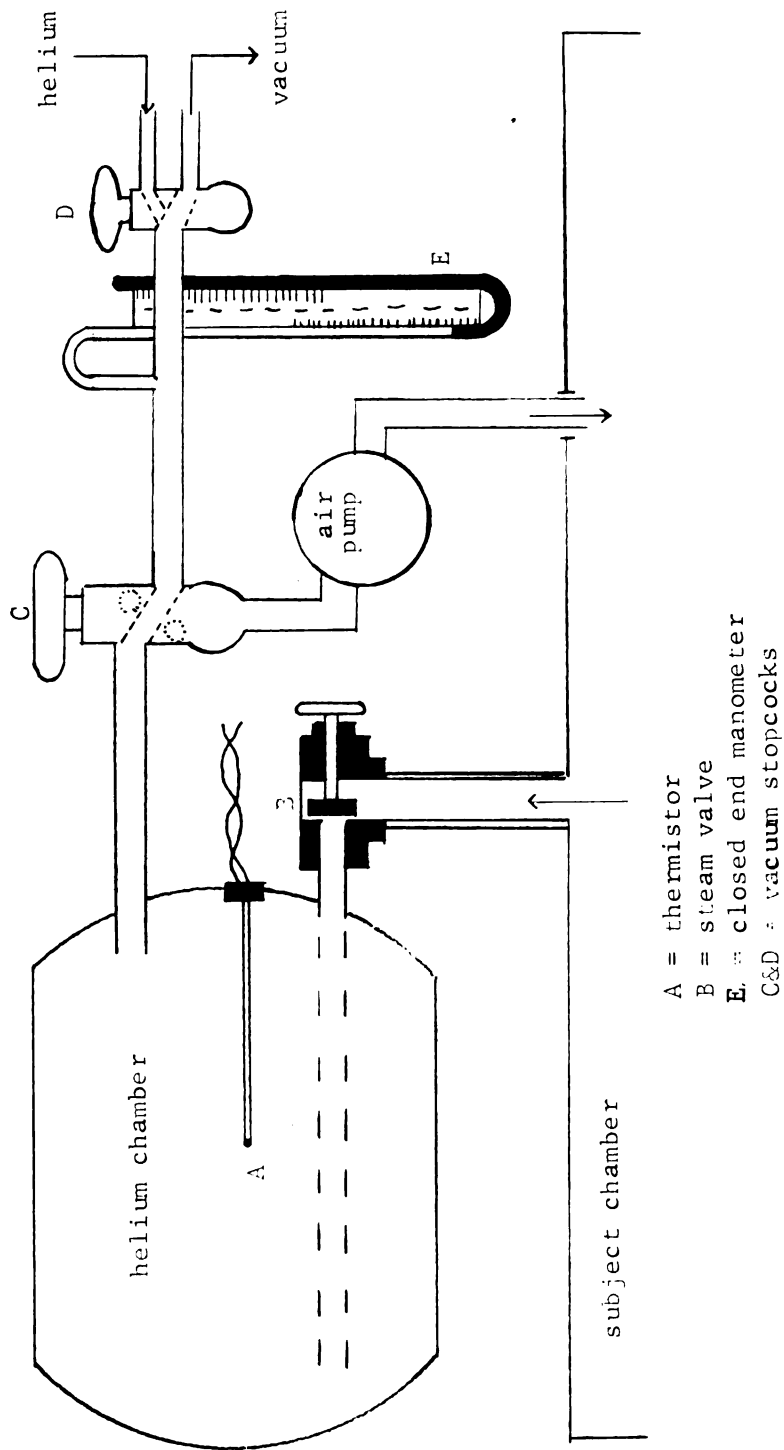 helium
vacuum
D
E
C
air
pump
B
helium chamber
A
subject chamber
A = thermistor
B = steam valve
E = closed end manometer
C&D = vacuum stopcocks